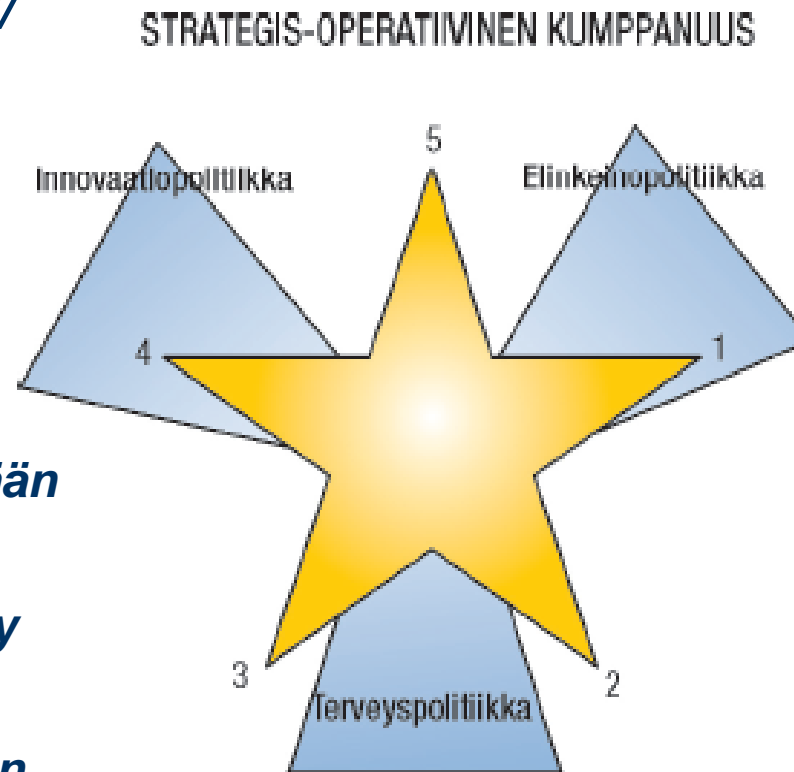 STRATEGIS-OPERATIIVINEN KUMPPANUUS
5
Innovaatiopolitiikka
Elinkeinopolitiikka
4
1
3
2
Terveyspolitiikka